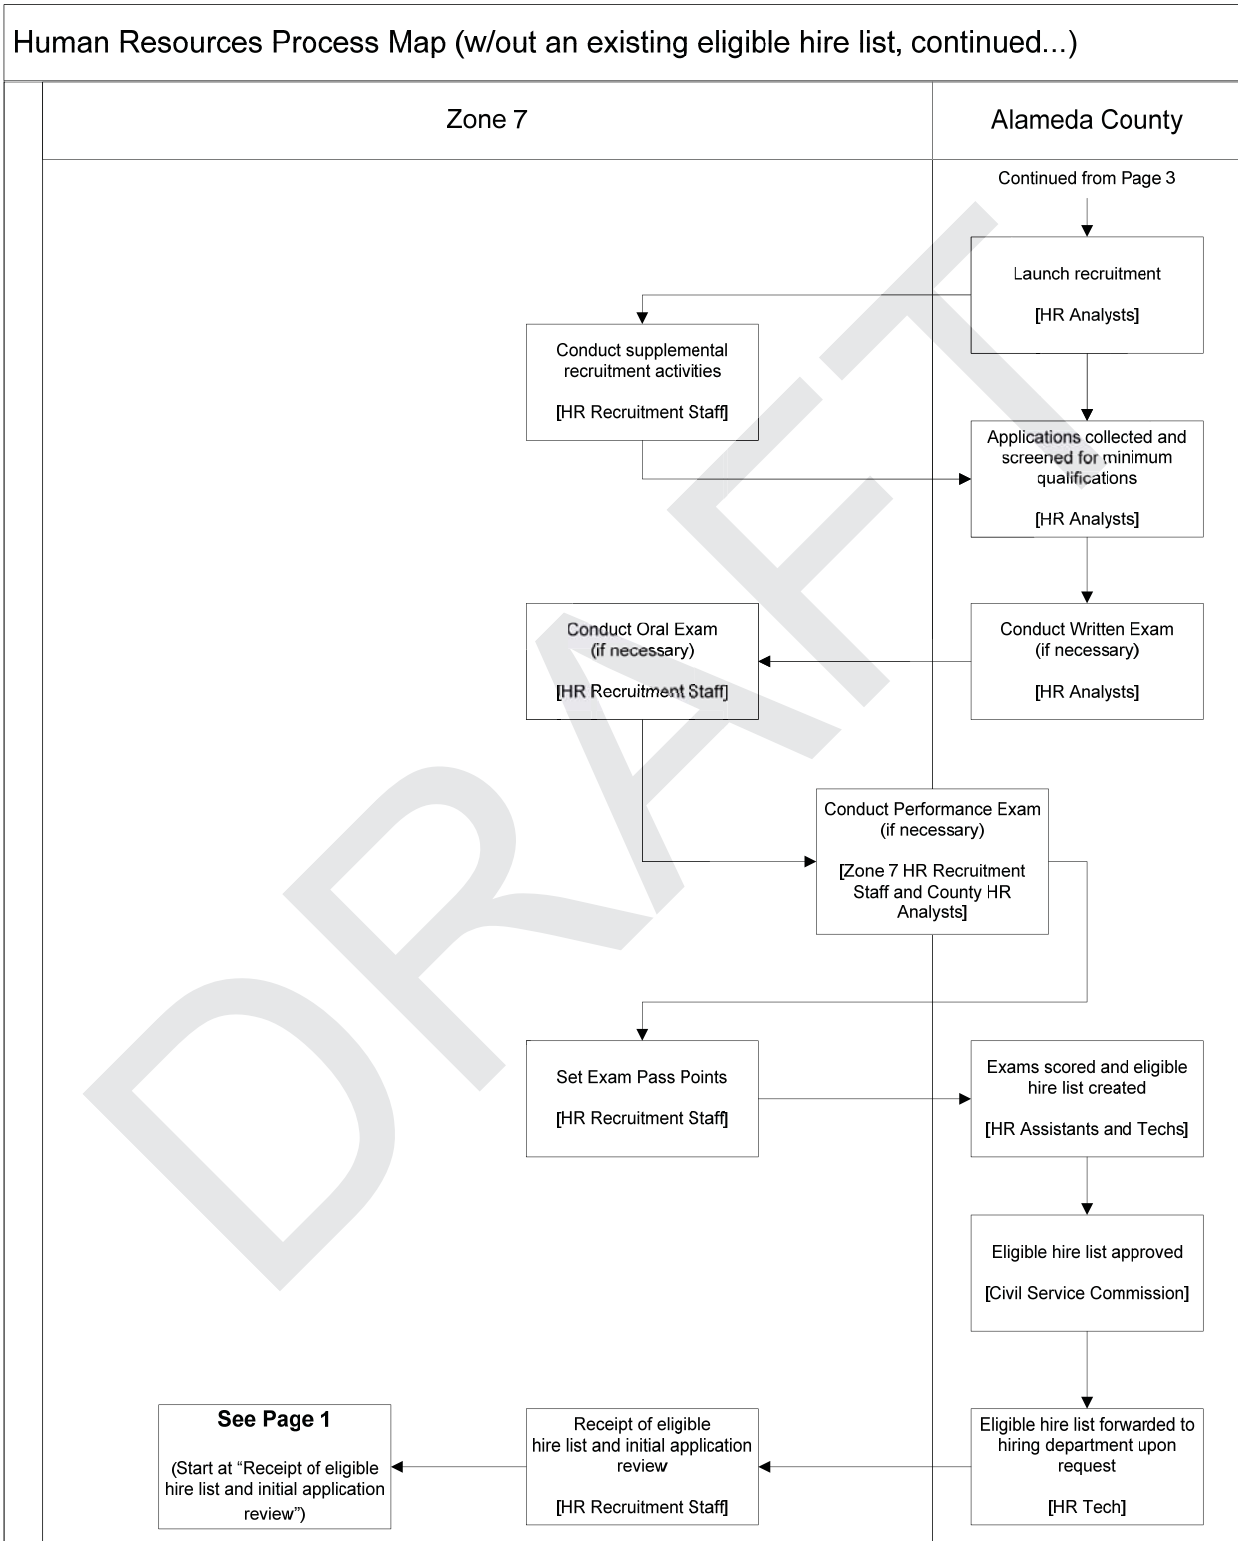 Human Resources Process Map (w/out an existing eligible hire list, continued...)
Zone 7
Alameda County
Continued from Page 3
Launch recruitment
[HR Analysts]
Conduct supplemental
recruitment activities
[HR Recruitment Staff]
Applications collected and
screened for minimum
qualifications
[HR Analysts]
Conduct Written Exam
(if necessary)
[HR Analysts]
Conduct Oral Exam
(if necessary)
[HR Recruitment Staff]
Conduct Performance Exam
(if necessary)
[Zone 7 HR Recruitment
Staff and County HR
Analysts]
Set Exam Pass Points
[HR Recruitment Staff]
Exams scored and eligible
hire list created
[HR Assistants and Techs]
Eligible hire list approved
[Civil Service Commission]
Eligible hire list forwarded to
hiring department upon
request
[HR Tech]
Receipt of eligible
hire list and initial application
review
[HR Recruitment Staff]
See Page 1
(Start at “Receipt of eligible
hire list and initial application
review”)
DRAFT